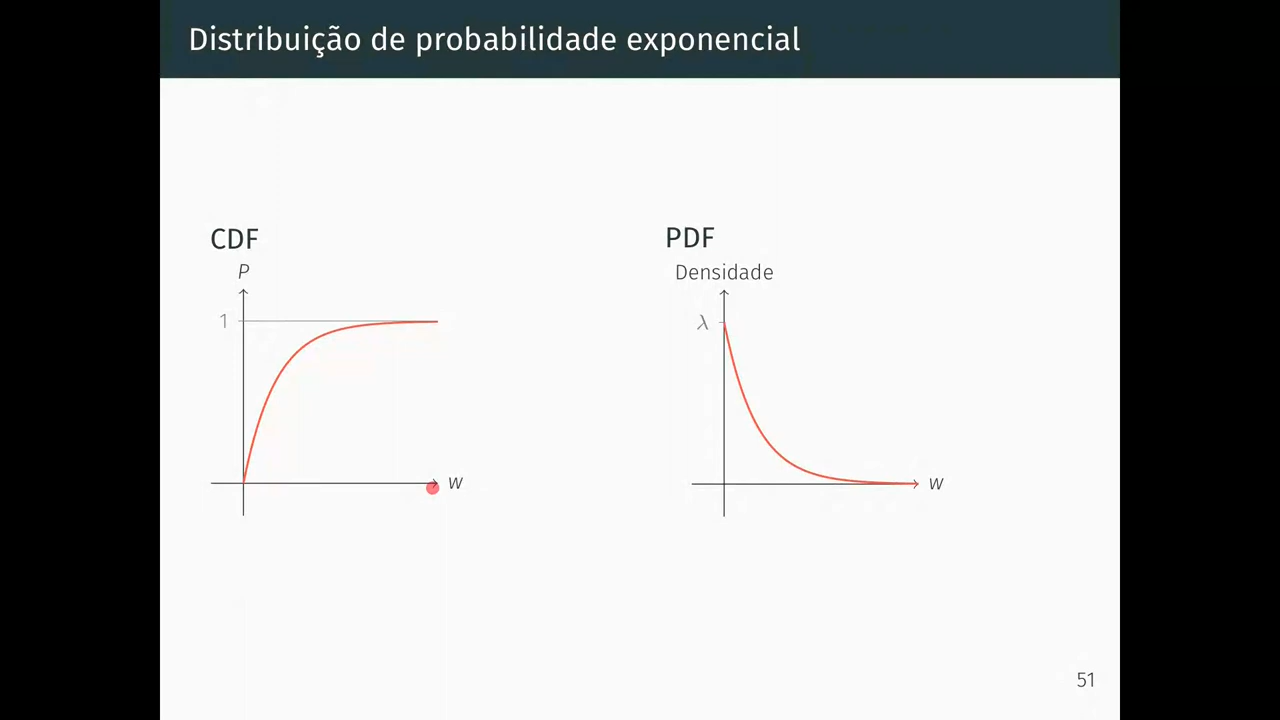 Distribuição de probabilidade exponencial
CDF
P
1
w
PDF
Densidade
λ
w
51